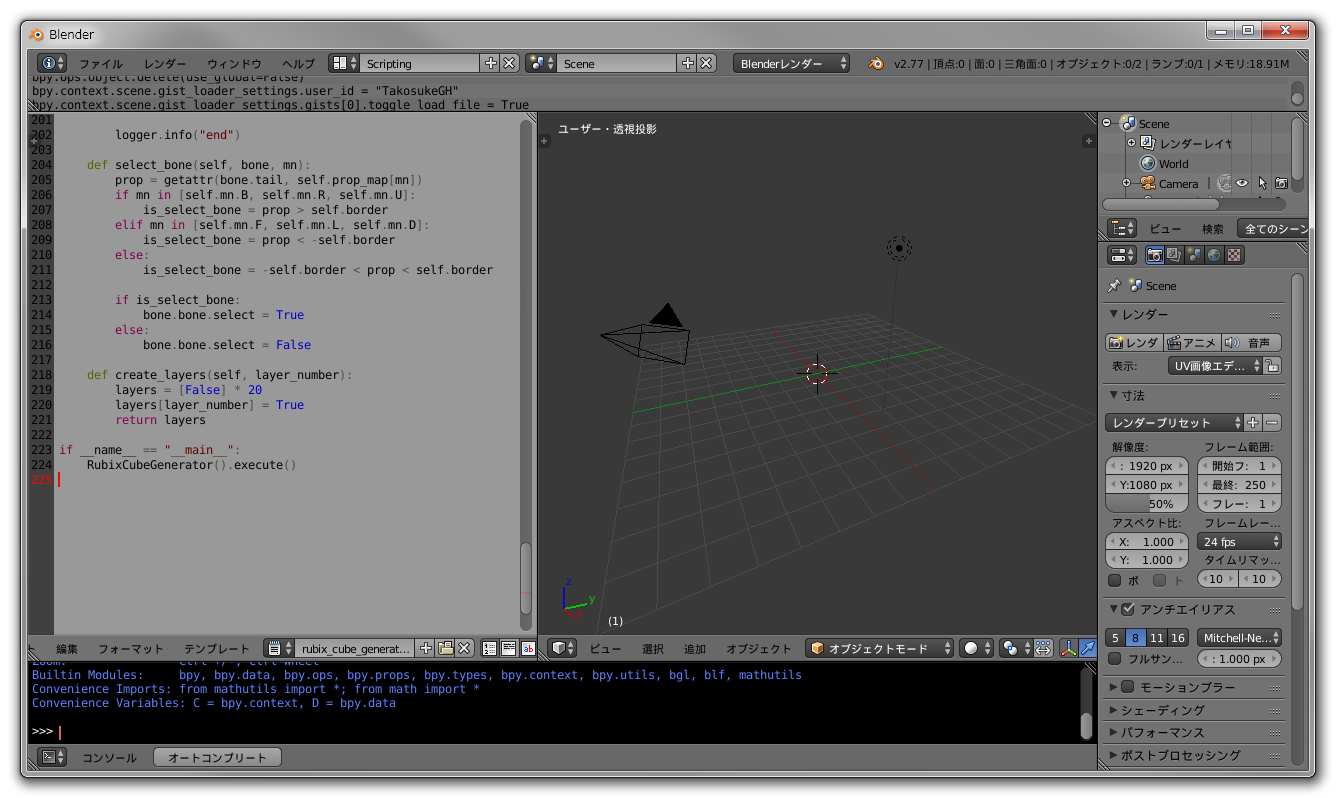 Blender
ファイル レンダー ウィンドウ ヘルプ Scripting Scene Blenderレンダー v2.77 | 頂点:0 | 面:0 | 三角面:0 | オブジェクト:0/2 | ランプ:0/1 | メモリ:18.91M
bpy.ops.object.delete(use_global=False)
bpy.context.scene.gist_loader_settings.user_id = "TakosukeGH"
bpy.context.scene.gist_loader_settings.gists[0].toggle_load_file = True
201
202 logger.info("end")
203
204 def select_bone(self, bone, mn):
205 prop = getattr(bone.tail, self.prop_map[mn])
206 if mn in [self.mn.B, self.mn.R, self.mn.U]:
207 is_select_bone = prop > self.border
208 elif mn in [self.mn.F, self.mn.L, self.mn.D]:
209 is_select_bone = prop < -self.border
210 else:
211 is_select_bone = -self.border < prop < self.border
212
213 if is_select_bone:
214 bone.bone.select = True
215 else:
216 bone.bone.select = False
217
218 def create_layers(self, layer_number):
219 layers = [False] * 20
220 layers[layer_number] = True
221 return layers
222
223 if __name__ == "__main__":
224 RubixCubeGenerator().execute()
225
編集 フォーマット テンプレート rubix_cube_generat...
ユーザー・透視投影
z
y
x
(1)
ビュー 選択 追加 オブジェクト オブジェクトモード
Builtin Modules: bpy, bpy.data, bpy.ops, bpy.props, bpy.types, bpy.context, bpy.utils, bgl, blf, mathutils
Convenience Imports: from mathutils import *; from math import *
Convenience Variables: C = bpy.context, D = bpy.data
>>>
コンソール オートコンプリート
Scene
レンダーレイヤ
World
Camera
ビュー 検索 全てのシーン
Scene
レンダー
レンダ アニメ 音声
表示: UV画像エデ...
寸法
レンダープリセット
解像度: フレーム範囲:
: 1920 px 開始フ: 1
Y:1080 px 最終: 250
50% フレー: 1
アスペクト比: フレームレー...
X: 1.000 24 fps
Y: 1.000 タイムリマッ...
ボ ト 10 10
アンチエイリアス
5 8 11 16 Mitchell-Ne...
フルサン... : 1.000 px
モーションブラー
シェーディング
パフォーマンス
ポストプロセッシング